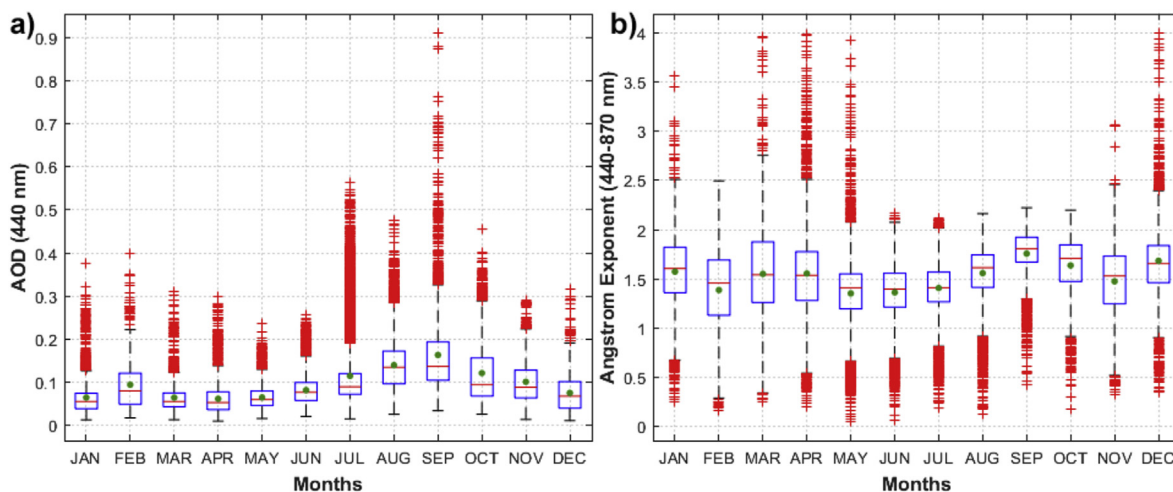 a)
AOD (440 nm)
0.9
0.8
0.7
0.6
0.5
0.4
0.3
0.2
0.1
0
JAN FEB MAR APR MAY JUN JUL AUG SEP OCT NOV DEC
Months
b)
Angstrom Exponent (440-870 nm)
4
3.5
3
2.5
2
1.5
1
0.5
0
JAN FEB MAR APR MAY JUN JUL AUG SEP OCT NOV DEC
Months